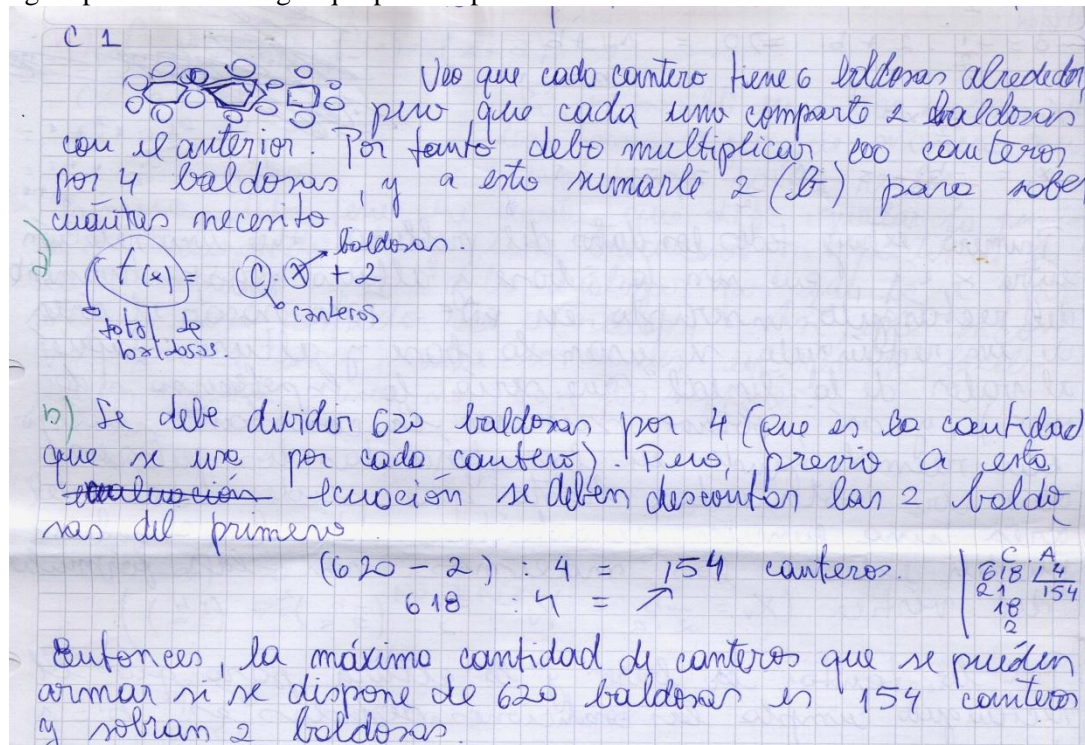 C 1
Veo que cada cantero tiene 6 baldosas alrededor,
pero que cada uno comparte 2 baldosas
con el anterior. Por tanto debo multiplicar, 200 canteros
por 4 baldosas, y a esto sumarle 2 (b) para saber
cuántas necesito
a) f(x) = C . X + 2
baldosas.
canteros
total de
baldosas.
b) Se debe dividir 620 baldosas por 4 (que es la cantidad
que se usa por cada cantero). Pero, previo a esta
ecuación se deben descontar las 2 baldo
sas del primero
(620 - 2) : 4 = 154 canteros.
618 : 4 =
C. A.
618 4
21 154
18
2
Entonces, la máxima cantidad de canteros que se pueden
armar si se dispone de 620 baldosas es 154 canteros
y sobran 2 baldosas.